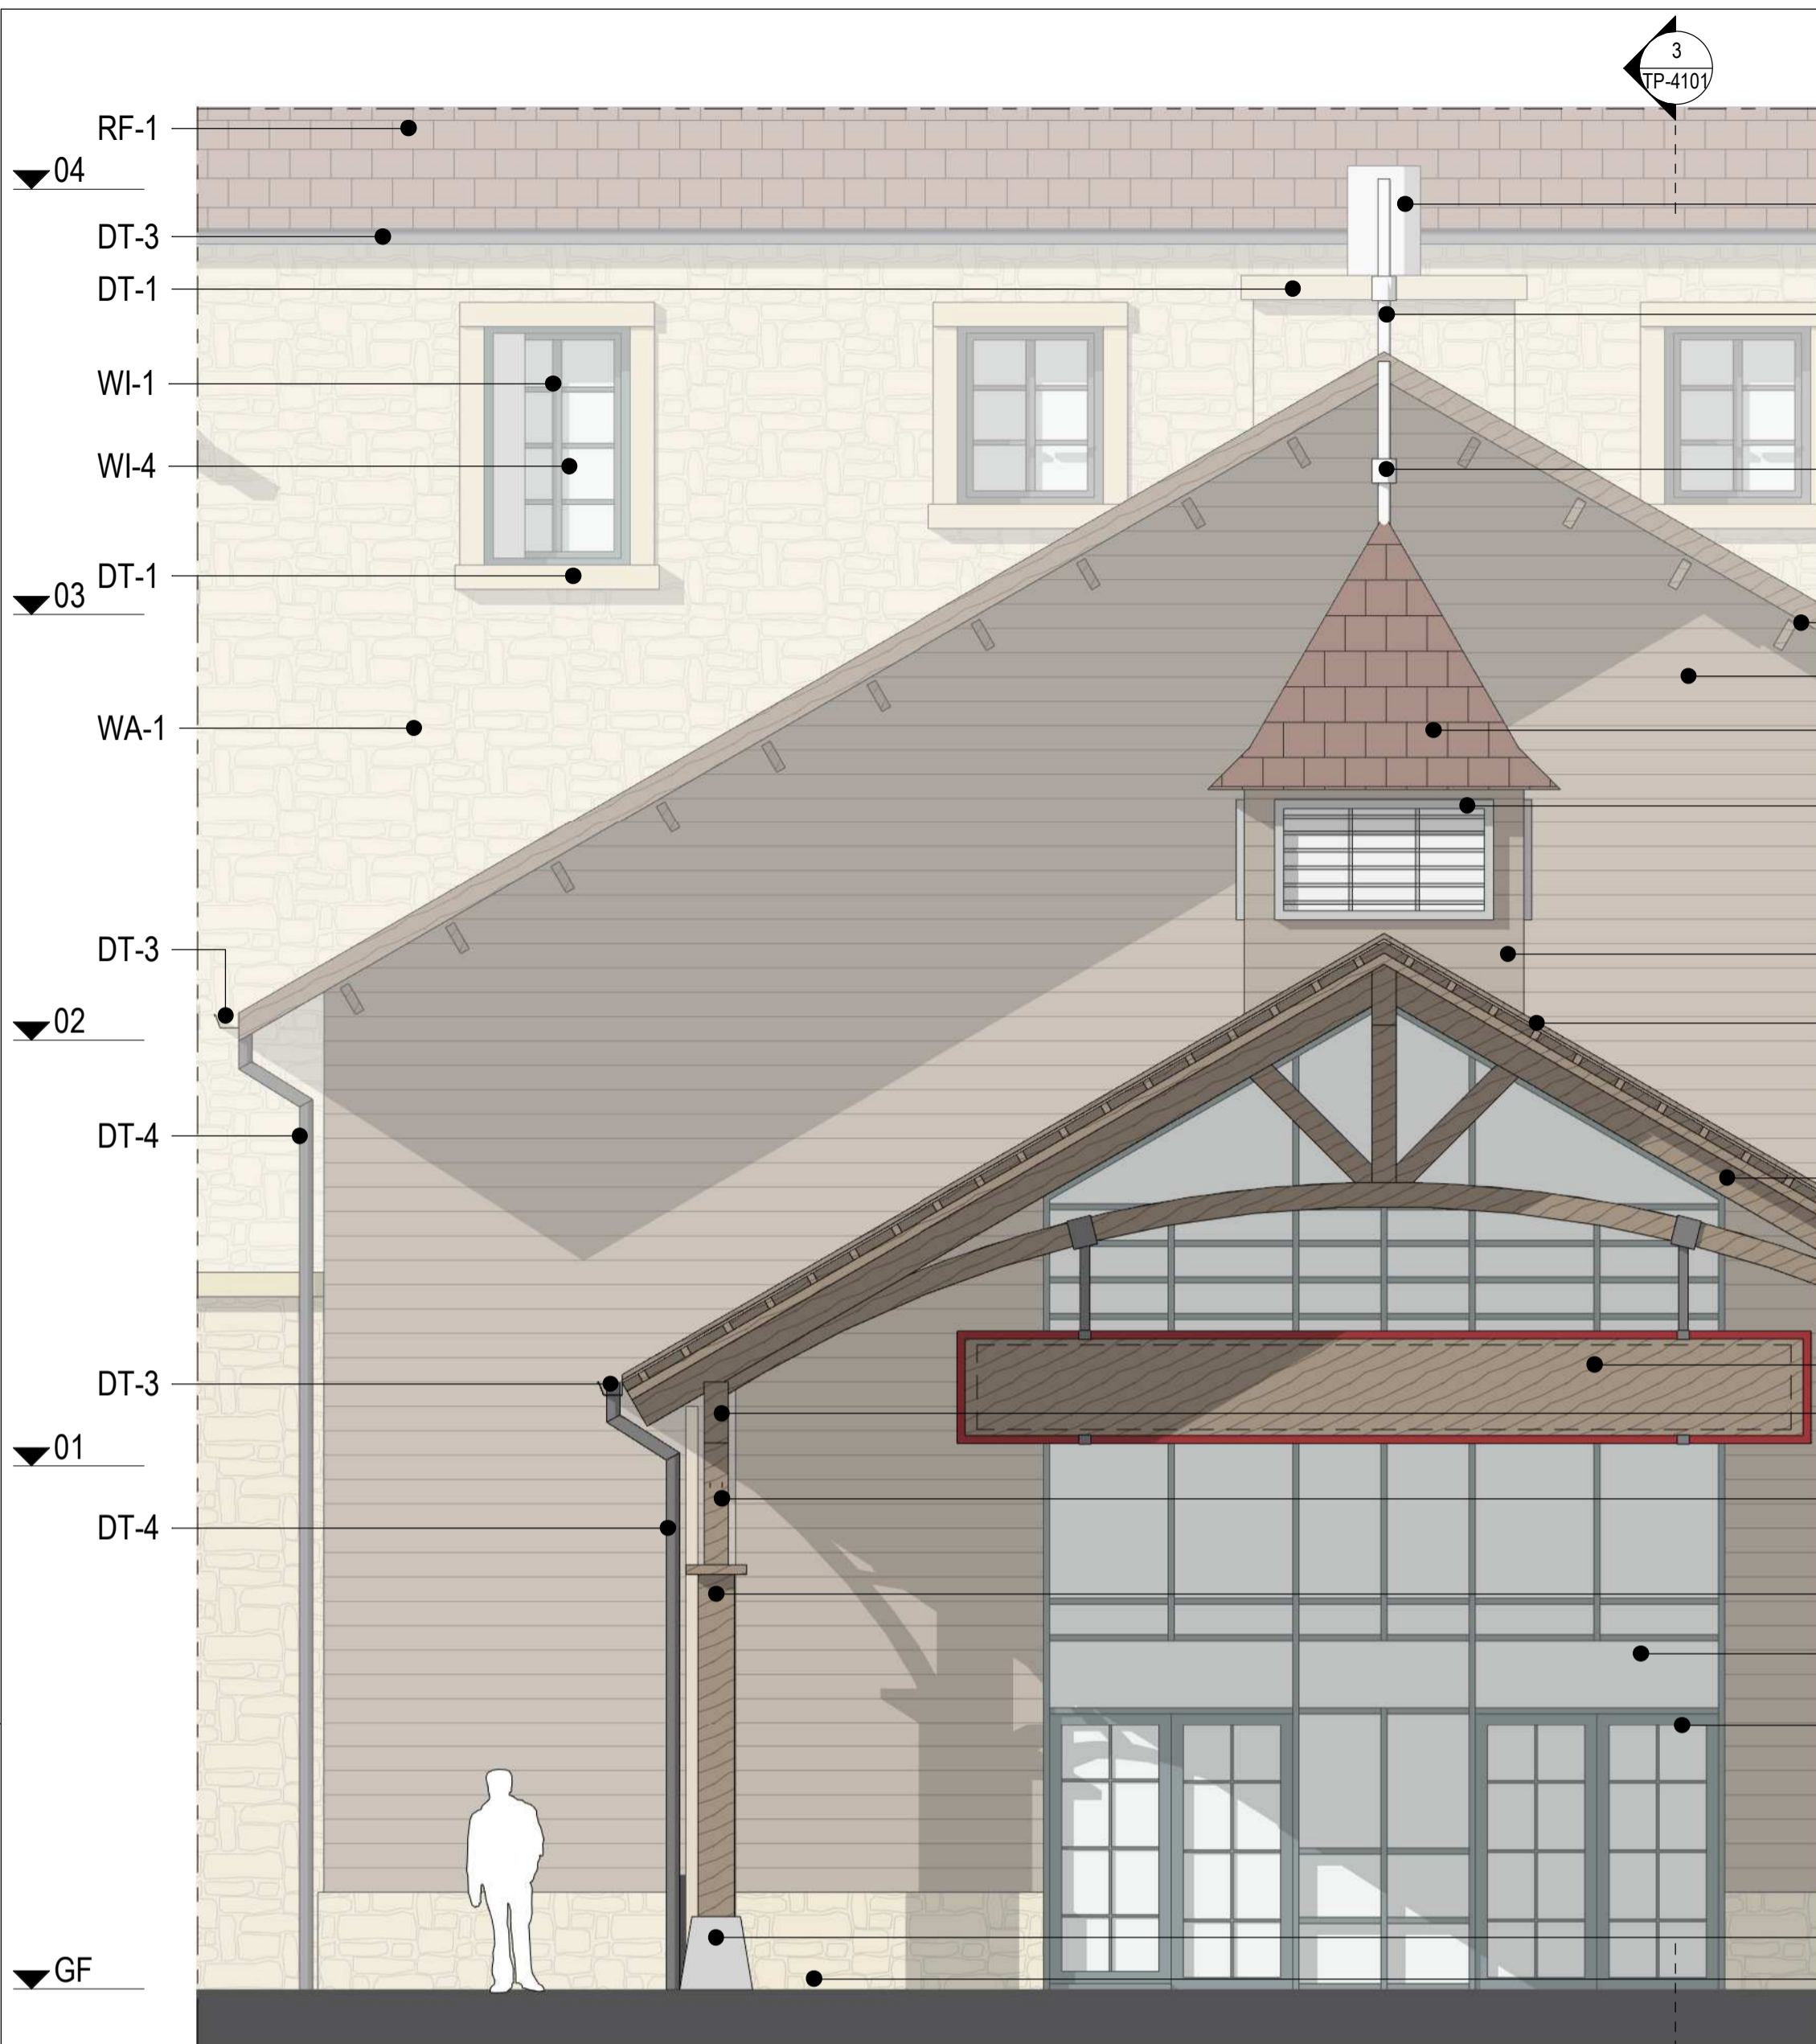 3
TP-4101
RF-1
04
DT-3
DT-1
WI-1
WI-4
DT-1
03
WA-1
DT-3
02
DT-4
DT-3
01
DT-4
GF